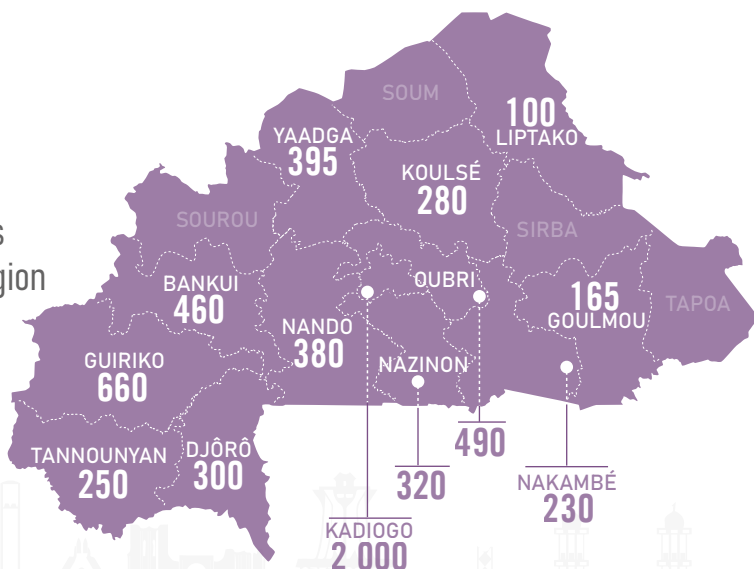 SOUM
100
LIPTAKO
YAADGA
395
KOULSÉ
280
SOUROU
s
gion
SIRBA
BANKUI
460
OUBRI
165
GOULMOU
TAPOA
NANDO
380
GUIRIKO
660
NAZINON
490
TANNOUNYAN
250
DJÔRÔ
300
320
NAKAMBÉ
230
KADIOGO
2 000